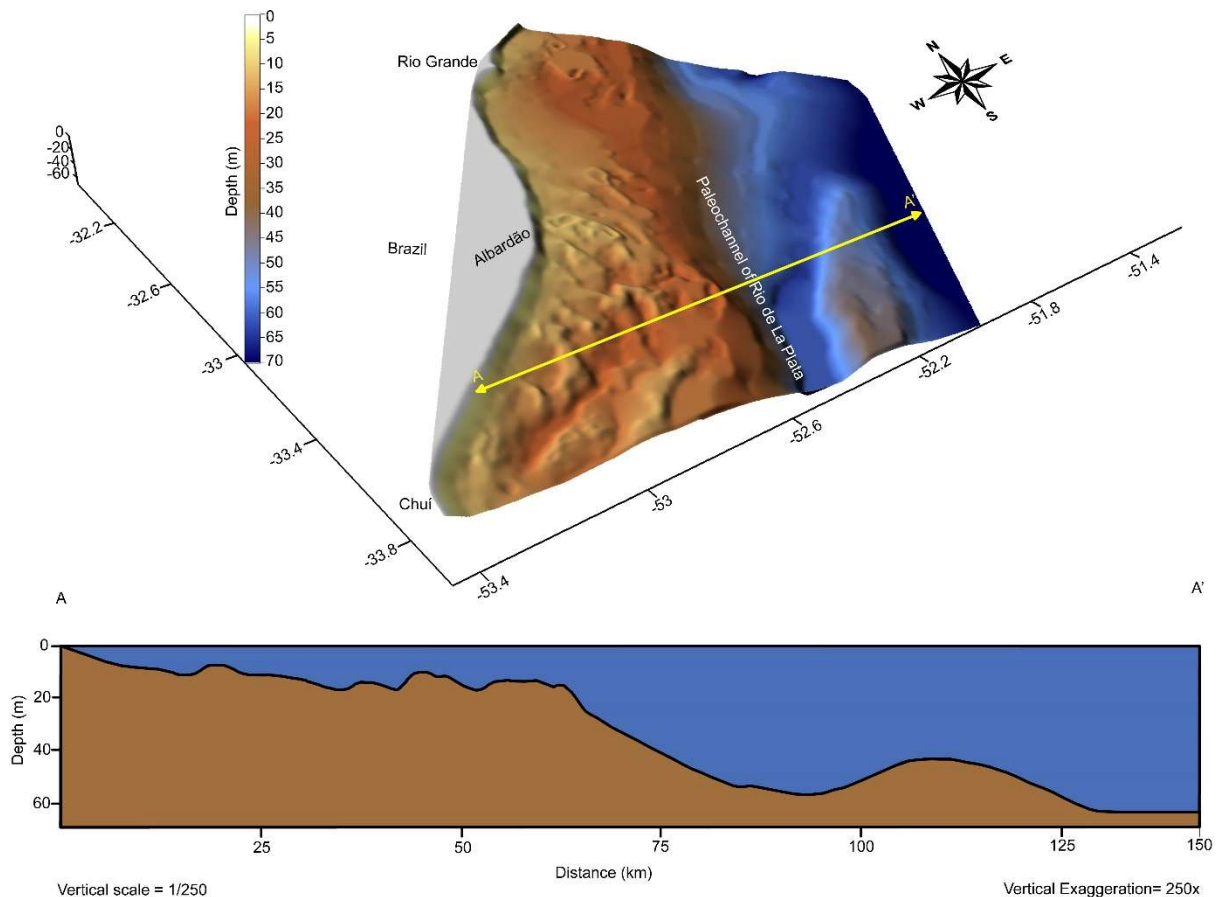 0
5
10
15
20
25
30
35
40
45
50
55
60
65
70
Depth (m)
Rio Grande
N
E
W
S
0
-20
-40
-60
-32.2
-32.6
-33
-33.4
-33.8
Brazil
Albardão
Paleochannel of Rio de La Plata
A
A'
Chuí
-53.4
-53
-52.6
-52.2
-51.8
-51.4
A
A'
0
20
40
60
Depth (m)
25
50
75
100
125
150
Distance (km)
Vertical scale = 1/250
Vertical Exaggeration= 250x